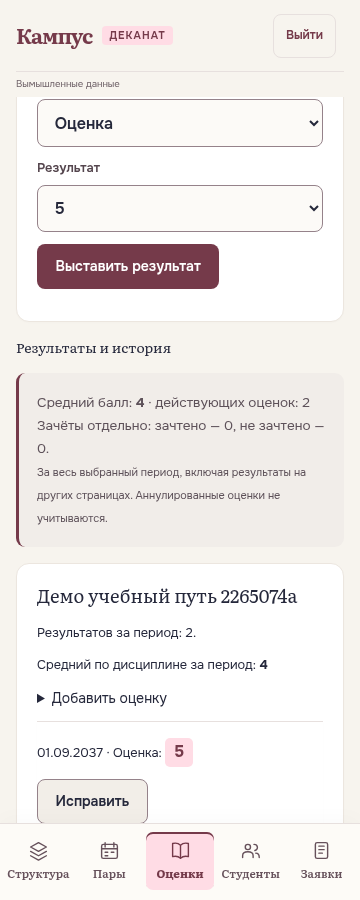 Кампус ДЕКАНАТ Выйти
Вымышленные данные
Оценка
Результат
5
Выставить результат
Результаты и история
Средний балл: 4 · действующих оценок: 2
Зачёты отдельно: зачтено — 0, не зачтено —
0.
За весь выбранный период, включая результаты на
других страницах. Аннулированные оценки не
учитываются.
Демо учебный путь 2265074a
Результатов за период: 2.
Средний по дисциплине за период: 4
Добавить оценку
01.09.2037 · Оценка: 5
Исправить
Структура Пары Оценки Студенты Заявки